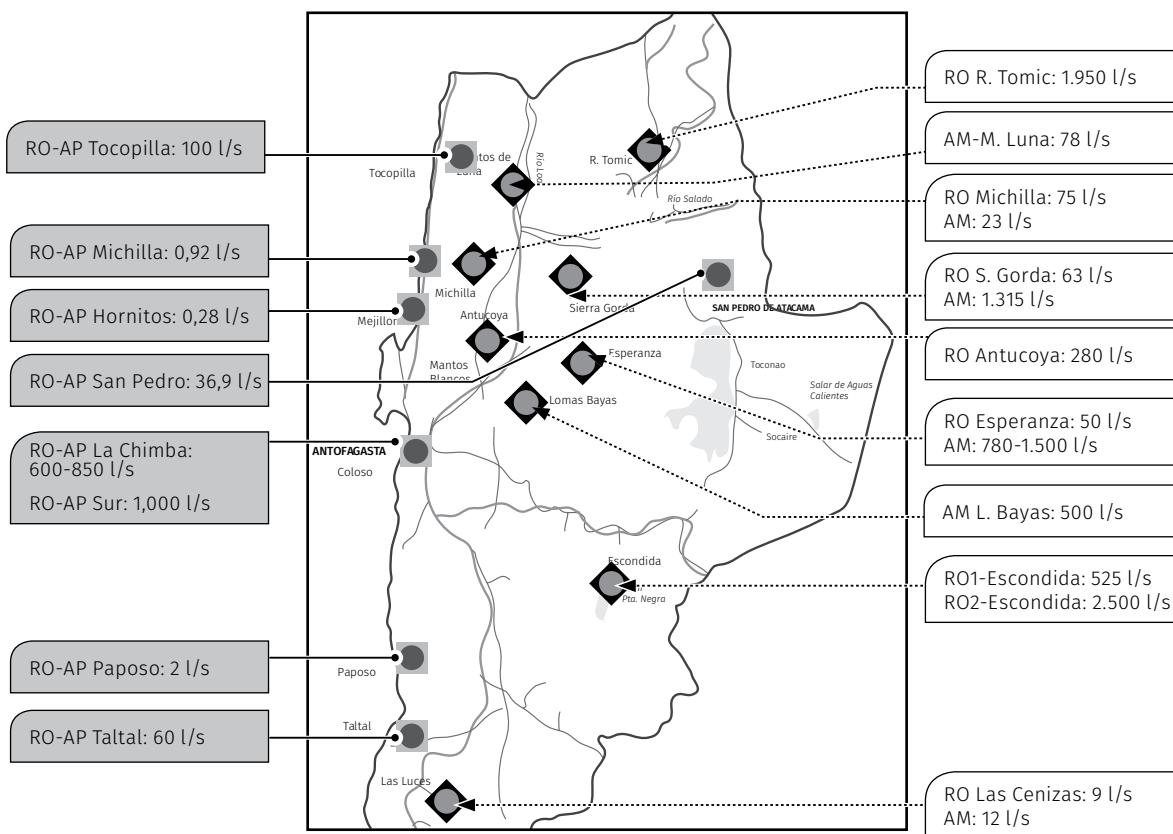 RO-AP Tocopilla: 100 l/s
RO-AP Michilla: 0,92 l/s
RO-AP Hornitos: 0,28 l/s
RO-AP San Pedro: 36,9 l/s
RO-AP La Chimba:
600-850 l/s
RO-AP Sur: 1,000 l/s
RO-AP Paposo: 2 l/s
RO-AP Taltal: 60 l/s
Tocopilla
de
Río
R. Tomic
Río Salado
Michilla
Sierra Gorda
SAN PEDRO DE ATACAMA
Antucoya
Mantos
Blancos
Esperanza
Toconao
Salar de Aguas
Calientes
Lomas Bayas
Socaire
ANTOFAGASTA
Coloso
Escondida
Pta. Negra
Paposo
Taltal
Las Luces
RO R. Tomic: 1.950 l/s
AM-M. Luna: 78 l/s
RO Michilla: 75 l/s
AM: 23 l/s
RO S. Gorda: 63 l/s
AM: 1.315 l/s
RO Antucoya: 280 l/s
RO Esperanza: 50 l/s
AM: 780-1.500 l/s
AM L. Bayas: 500 l/s
RO1-Escondida: 525 l/s
RO2-Escondida: 2.500 l/s
RO Las Cenizas: 9 l/s
AM: 12 l/s